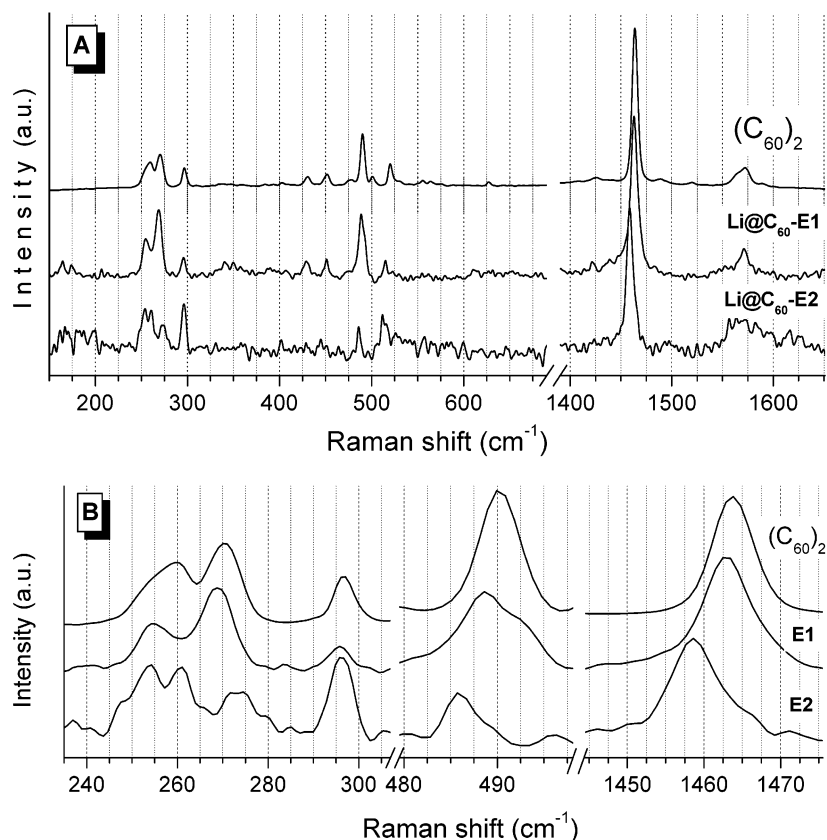 A
Intensity (a.u.)
(C₆₀)₂
Li@C₆₀-E1
Li@C₆₀-E2
200 300 400 500 600 1400 1500 1600
Raman shift (cm⁻¹)
B
Intensity (a.u.)
(C₆₀)₂
E1
E2
240 260 280 300 480 490 1450 1460 1470
Raman shift (cm⁻¹)